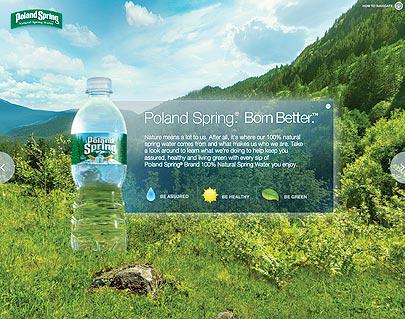 Poland Spring
Natural Spring Water
HOW TO NAVIGATE
Poland Spring® Born Better.™
Nature means a lot to us. After all, it's where our 100% natural
spring water comes from and what makes us who we are. Take
a look around to learn what we're doing to help keep you
assured, healthy and living green with every sip of
Poland Spring® Brand 100% Natural Spring Water you enjoy.
Poland
Spring
BE ASSURED
BE HEALTHY
BE GREEN